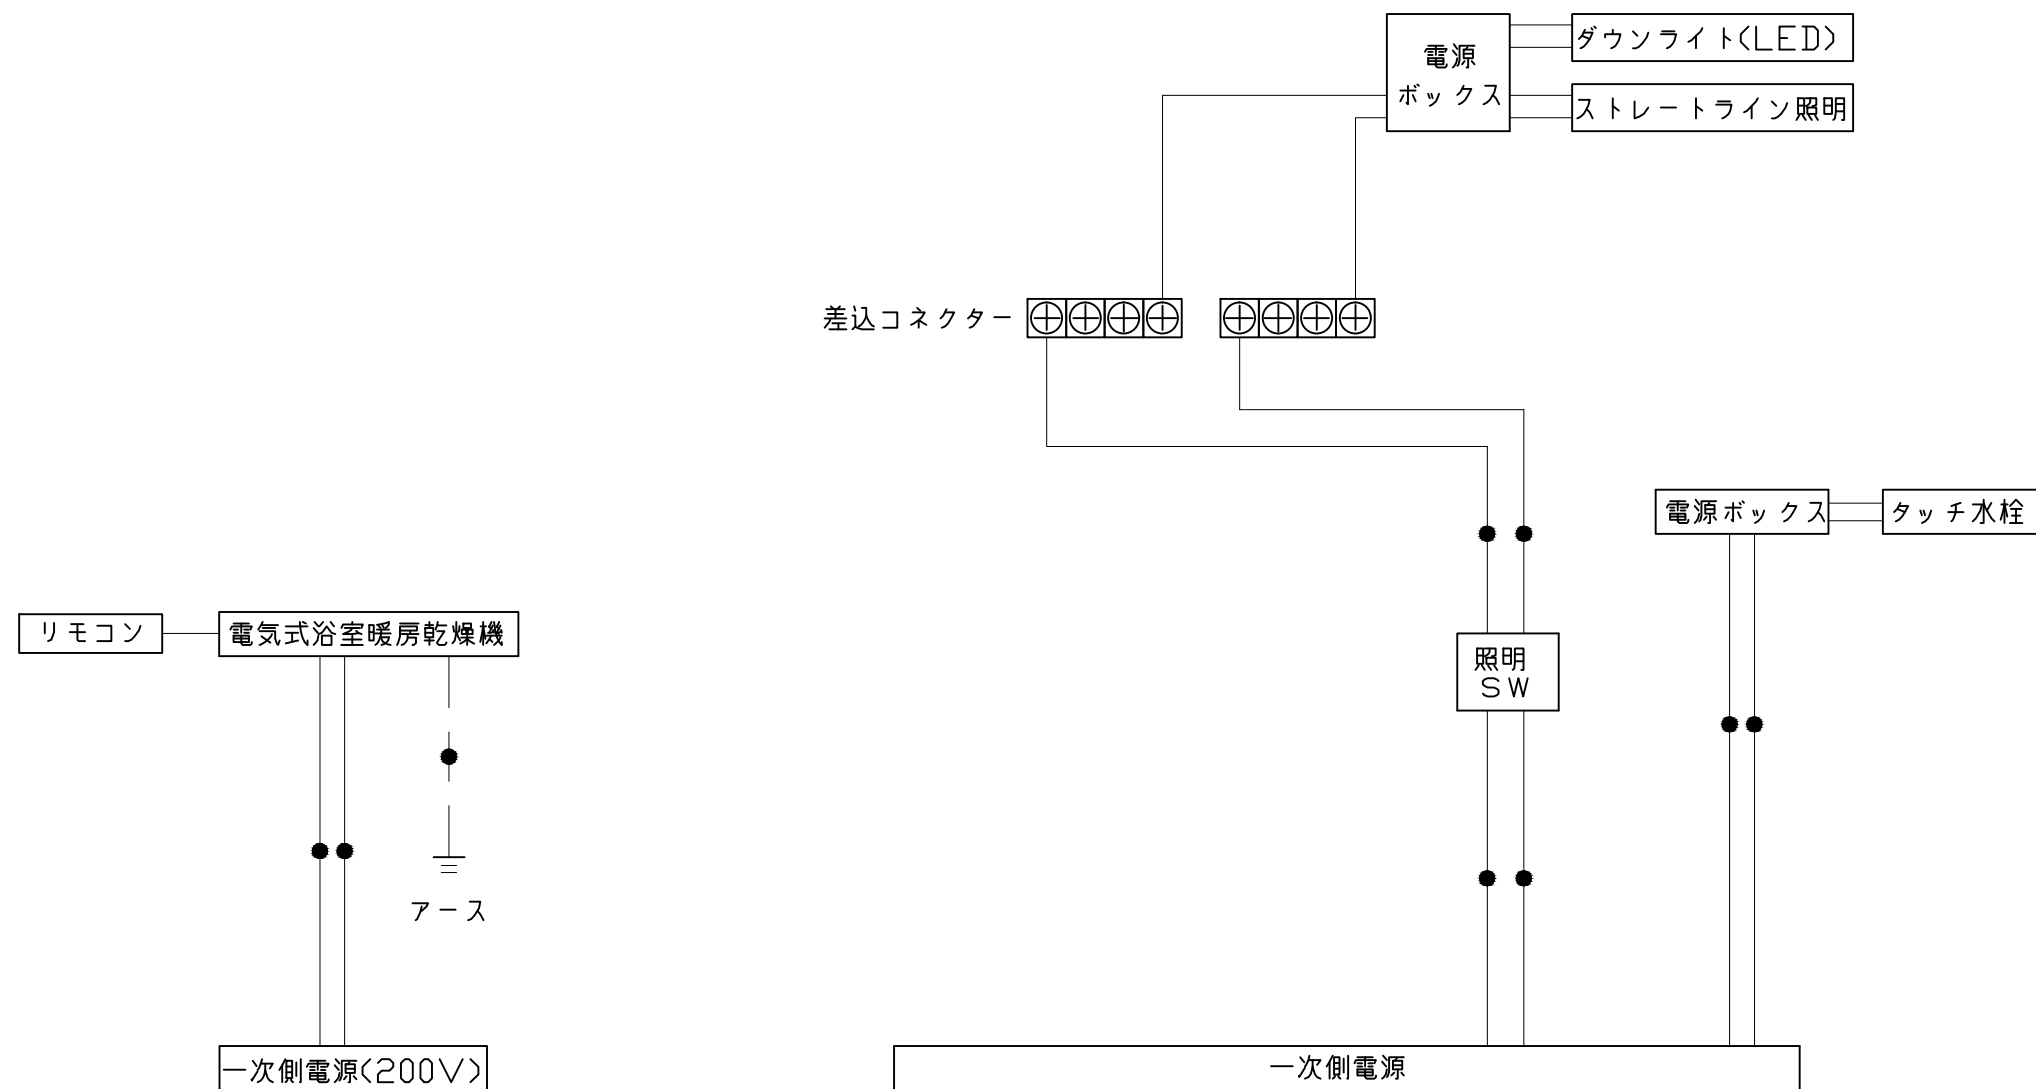 電源
ボックス
ダウンライト(LED)
ストレートライン照明
差込コネクター
電源ボックス
タッチ水栓
リモコン
電気式浴室暖房乾燥機
照明
SW
アース
一次側電源(200V)
一次側電源